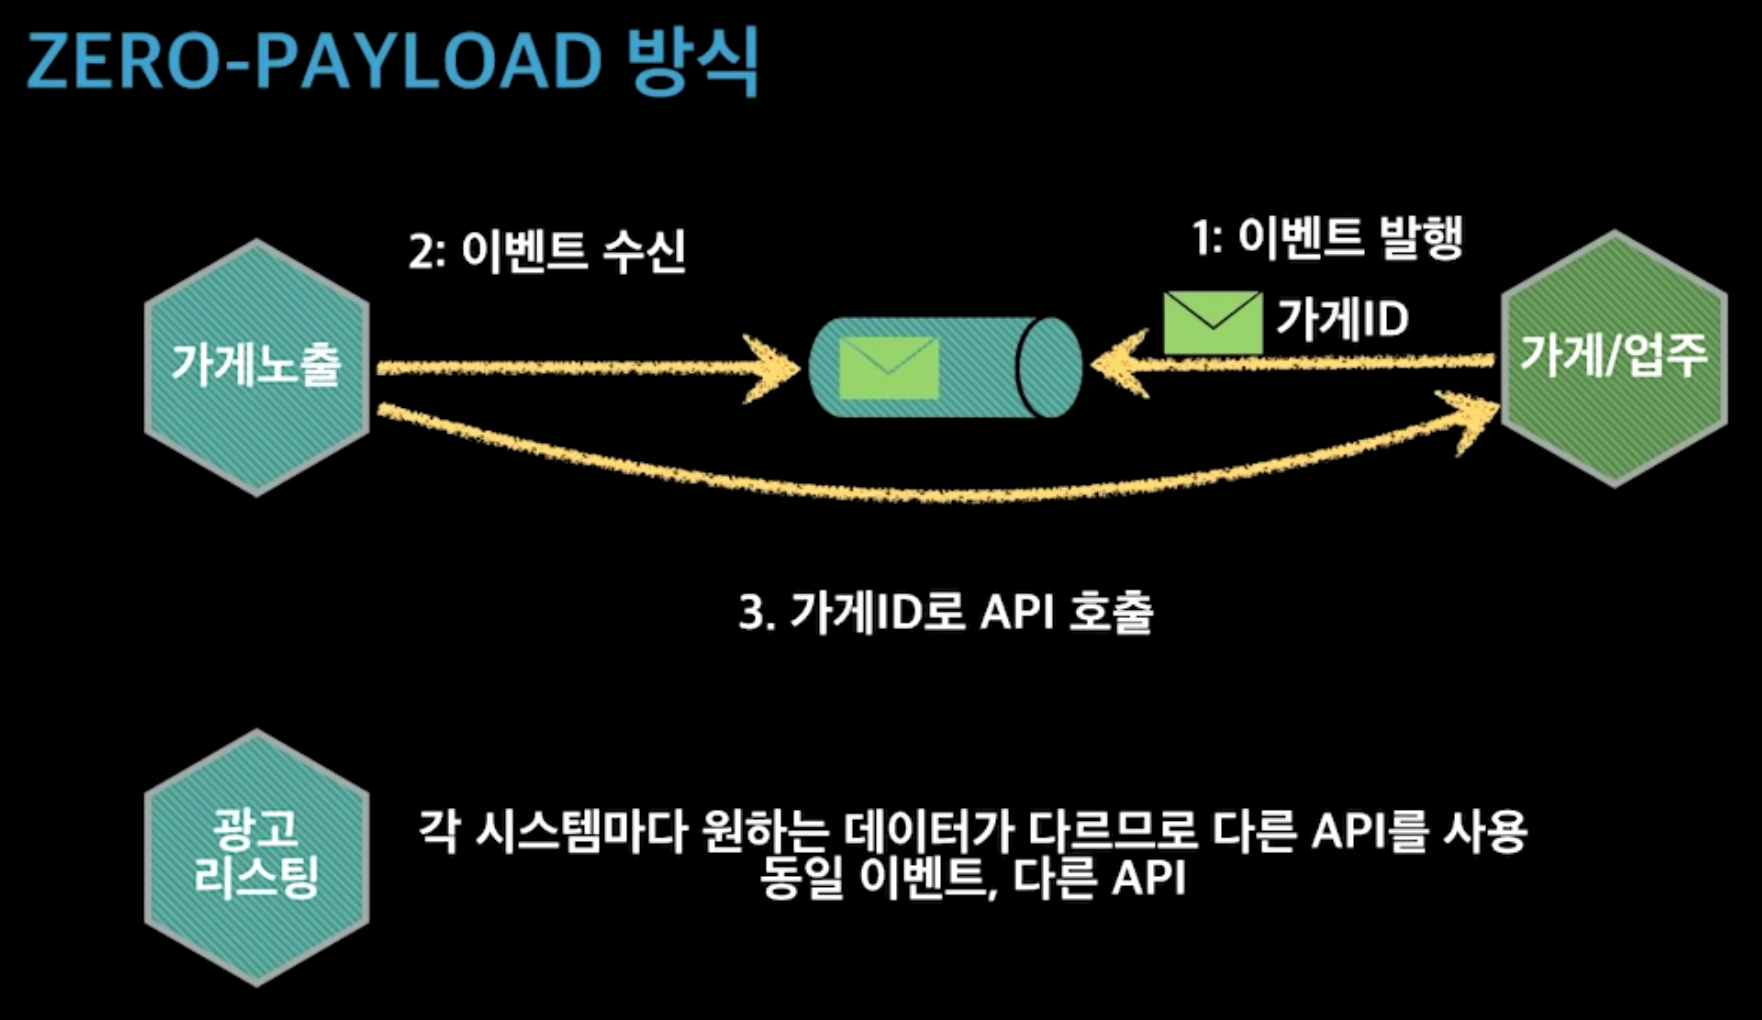 ZERO-PAYLOAD 방식
2: 이벤트 수신
1: 이벤트 발행
가게ID
가게노출
가게/업주
3. 가게ID로 API 호출
광고
리스팅
각 시스템마다 원하는 데이터가 다르므로 다른 API를 사용
동일 이벤트, 다른 API